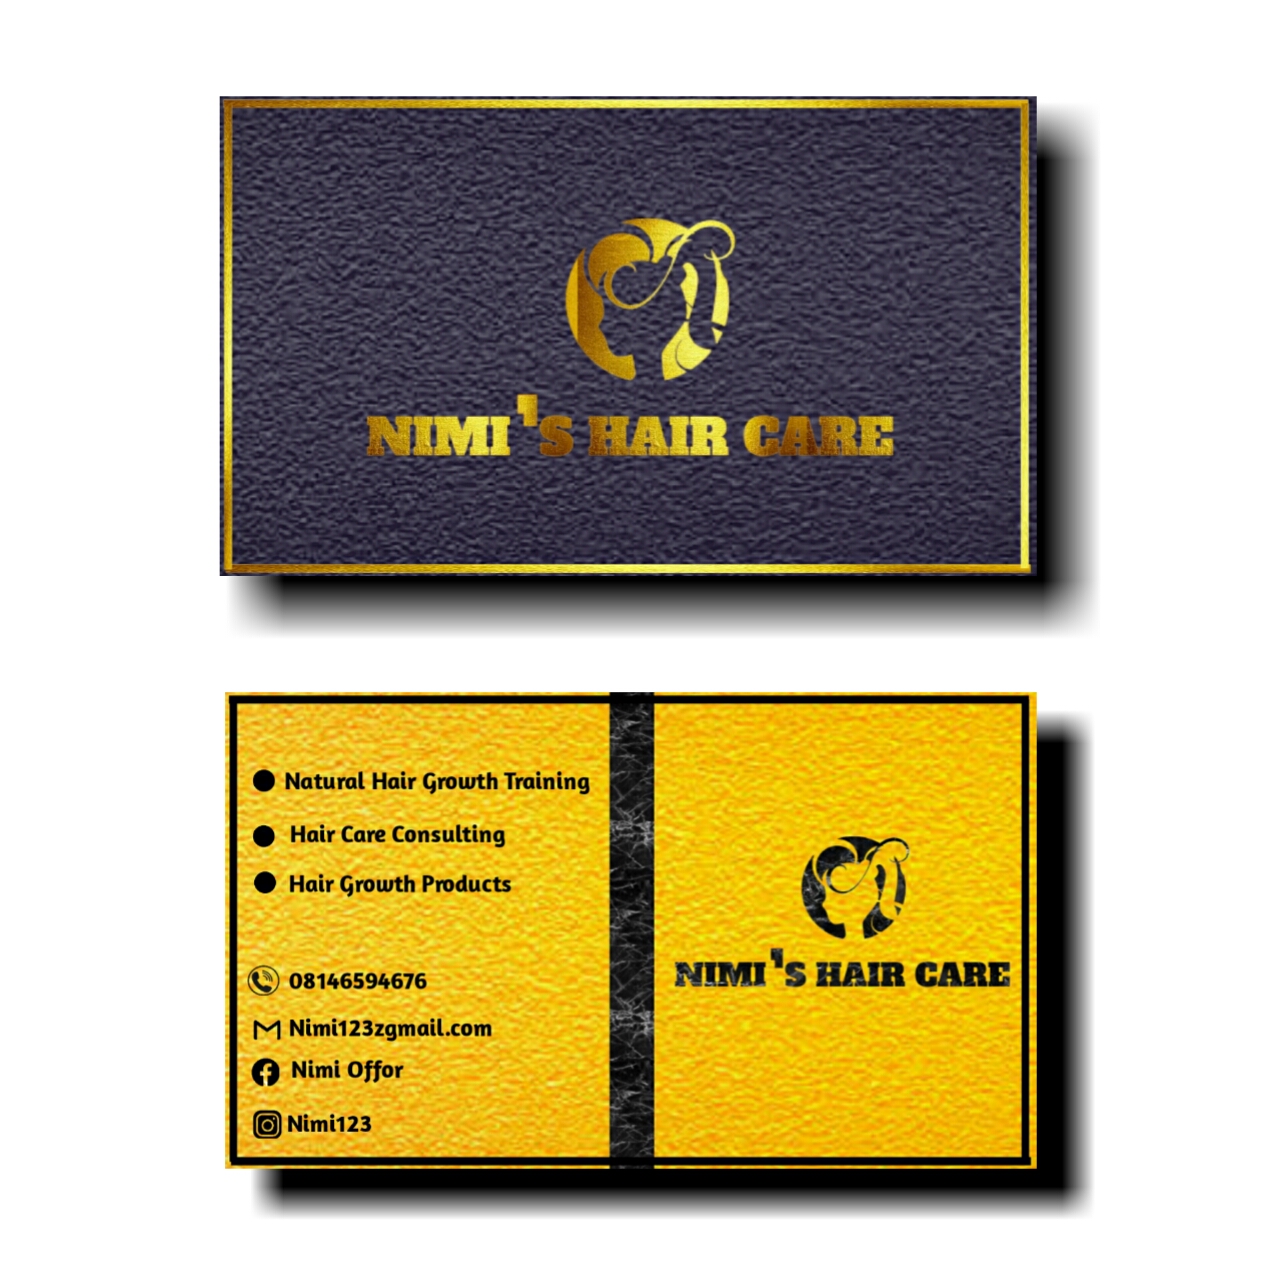 NIMI'S HAIR CARE
Natural Hair Growth Training
Hair Care Consulting
Hair Growth Products
08146594676
Nimi123zgmail.com
Nimi Offor
Nimi123
NIMI'S HAIR CARE